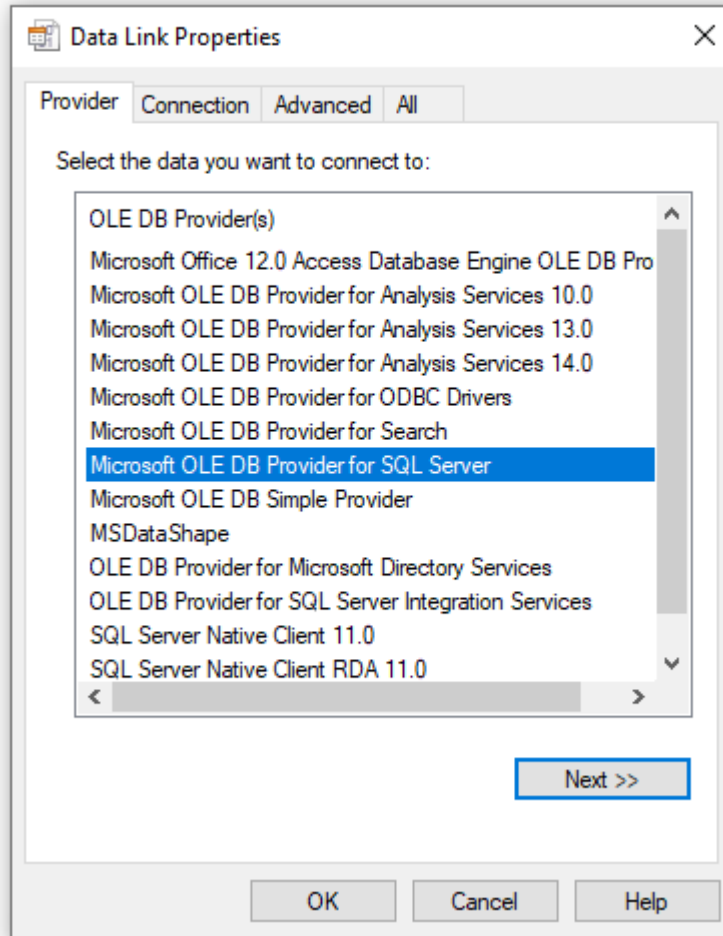 Data Link Properties
Provider Connection Advanced All
Select the data you want to connect to:
OLE DB Provider(s)
Microsoft Office 12.0 Access Database Engine OLE DB Pro
Microsoft OLE DB Provider for Analysis Services 10.0
Microsoft OLE DB Provider for Analysis Services 13.0
Microsoft OLE DB Provider for Analysis Services 14.0
Microsoft OLE DB Provider for ODBC Drivers
Microsoft OLE DB Provider for Search
Microsoft OLE DB Provider for SQL Server
Microsoft OLE DB Simple Provider
MSDataShape
OLE DB Provider for Microsoft Directory Services
OLE DB Provider for SQL Server Integration Services
SQL Server Native Client 11.0
SQL Server Native Client RDA 11.0
Next >>
OK Cancel Help